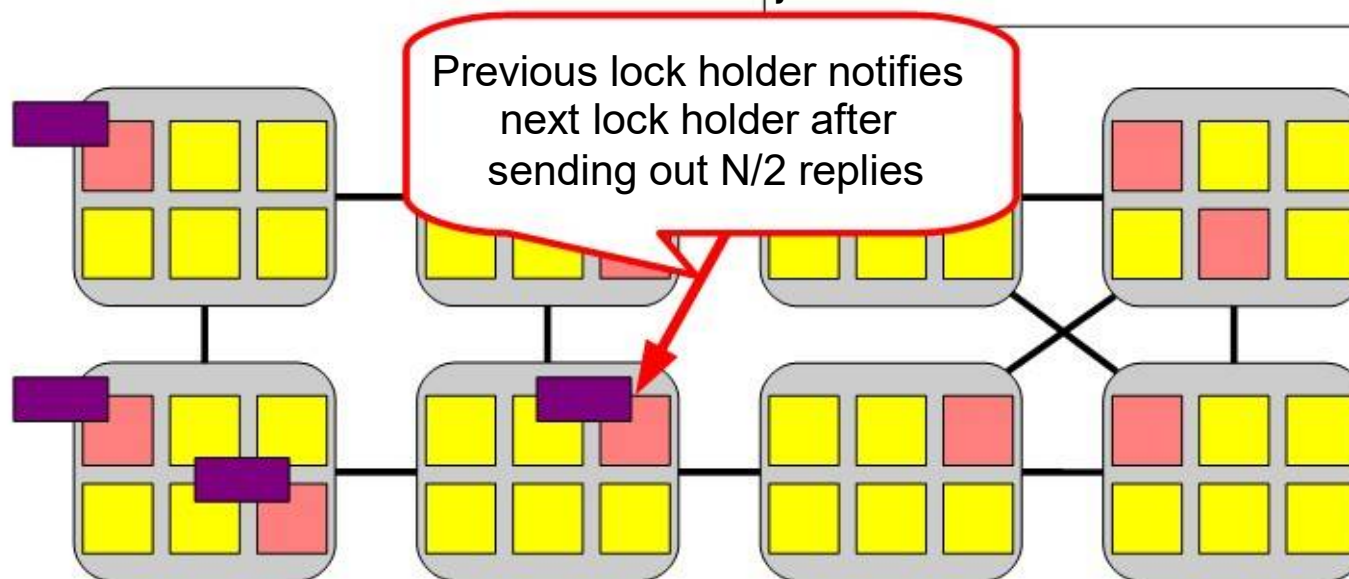 Previous lock holder notifies
next lock holder after
sending out N/2 replies